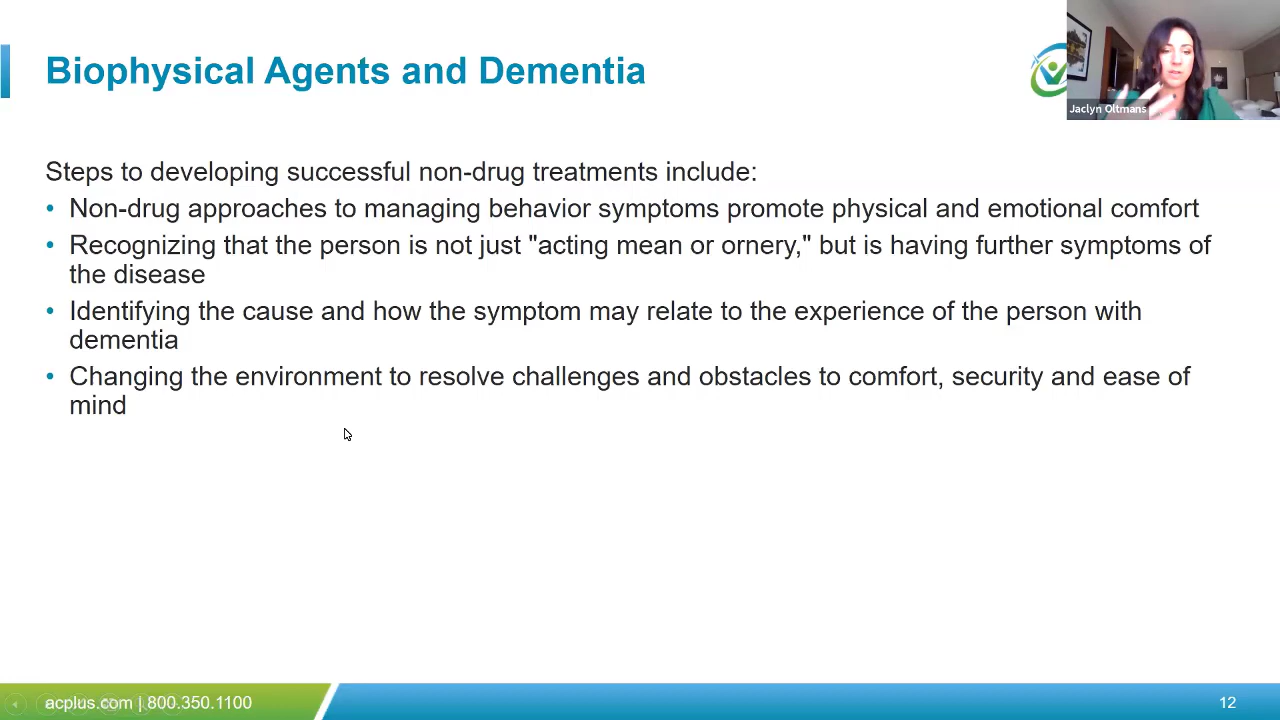 Biophysical Agents and Dementia
Jaclyn Oltmans
Steps to developing successful non-drug treatments include:
• Non-drug approaches to managing behavior symptoms promote physical and emotional comfort
• Recognizing that the person is not just "acting mean or ornery," but is having further symptoms of
the disease
• Identifying the cause and how the symptom may relate to the experience of the person with
dementia
• Changing the environment to resolve challenges and obstacles to comfort, security and ease of
mind
acplus.com | 800.350.1100
12